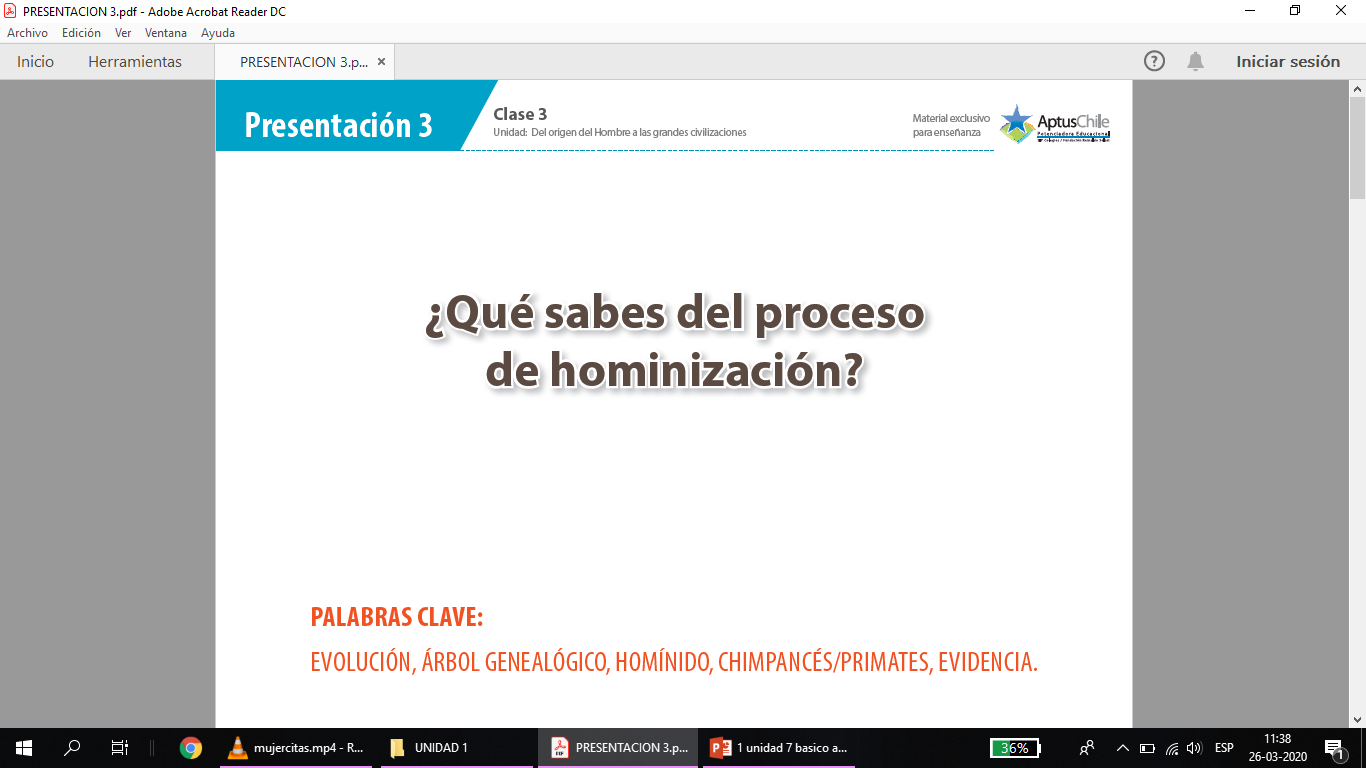 PRESENTACION 3.pdf - Adobe Acrobat Reader DC
Archivo Edición Ver Ventana Ayuda
Inicio Herramientas PRESENTACION 3.p... × Iniciar sesión
Presentación 3
Clase 3
Unidad: Del origen del Hombre a las grandes civilizaciones
Material exclusivo
para enseñanza
AptusChile
Potenciadora Educacional
¿Qué sabes del proceso
de hominización?
PALABRAS CLAVE:
EVOLUCIÓN, ÁRBOL GENEALÓGICO, HOMÍNIDO, CHIMPANCÉS/PRIMATES, EVIDENCIA.
mujercitas.mp4 - R... UNIDAD 1 PRESENTACION 3.p... 1 unidad 7 basico a... 36% ESP 11:38
26-03-2020 1